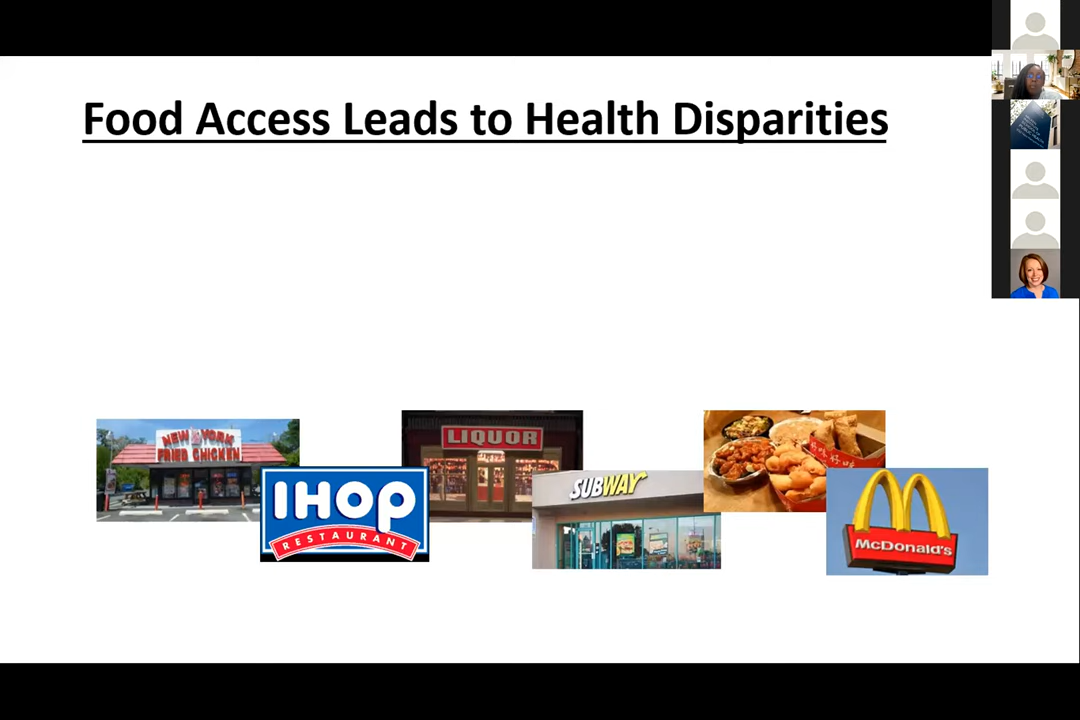 Food Access Leads to Health Disparities
NEW YORK
FRIED CHICKEN
LIQUOR
SUBWAY
IHOP
RESTAURANT
McDonald's